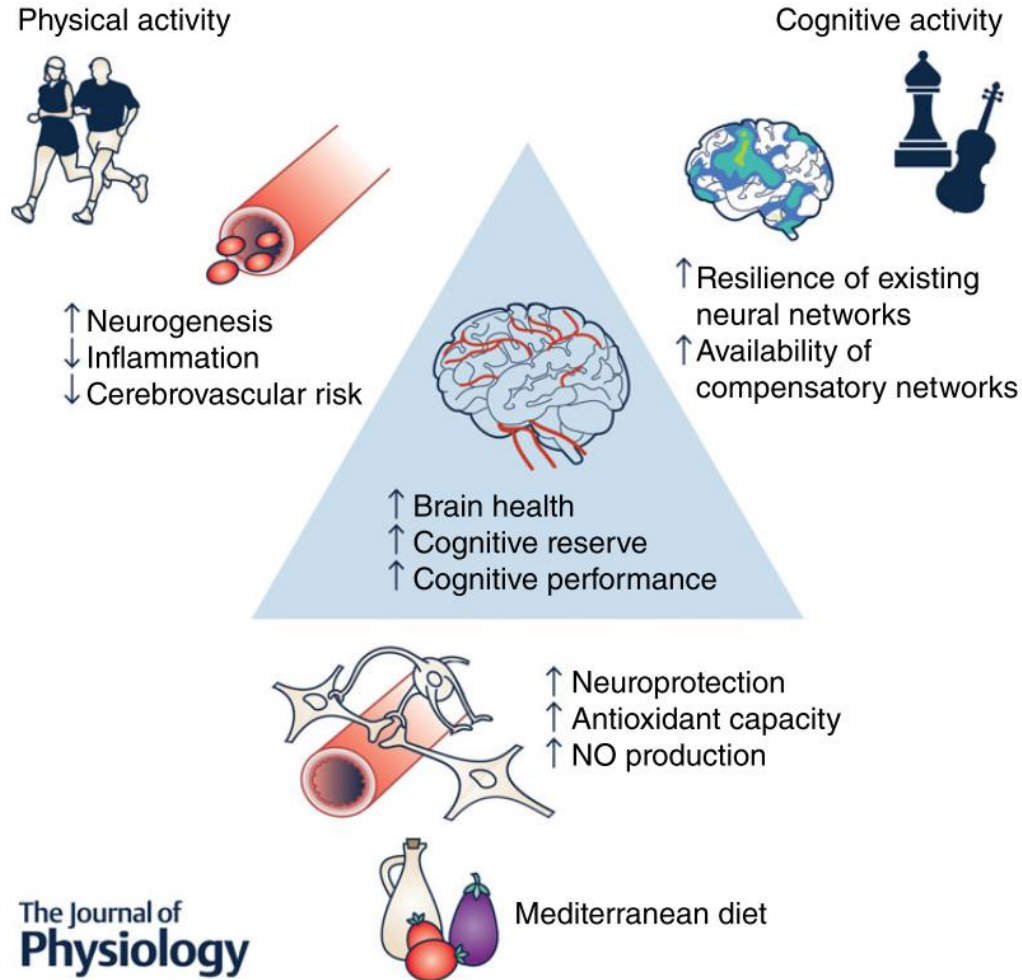 Physical activity
Cognitive activity
↑ Neurogenesis
↓ Inflammation
↓ Cerebrovascular risk
↑ Resilience of existing
neural networks
↑ Availability of
compensatory networks
↑ Brain health
↑ Cognitive reserve
↑ Cognitive performance
↑ Neuroprotection
↑ Antioxidant capacity
↑ NO production
Mediterranean diet
The Journal of
Physiology